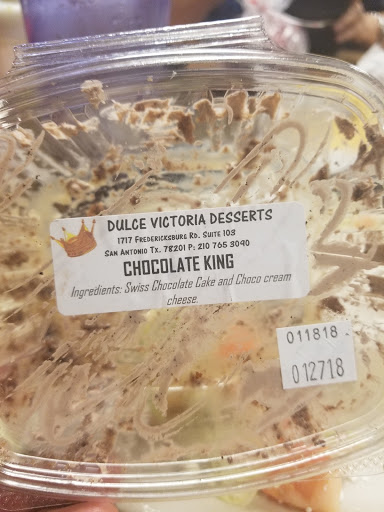 DULCE VICTORIA DESSERTS
1717 FREDERICKSBURG RD. SUITE 103
SAN ANTONIO TX. 78201 P: 210 765 3090
CHOCOLATE KING
Ingredients: Swiss Chocolate Cake and Choco cream
cheese.
011818
012718